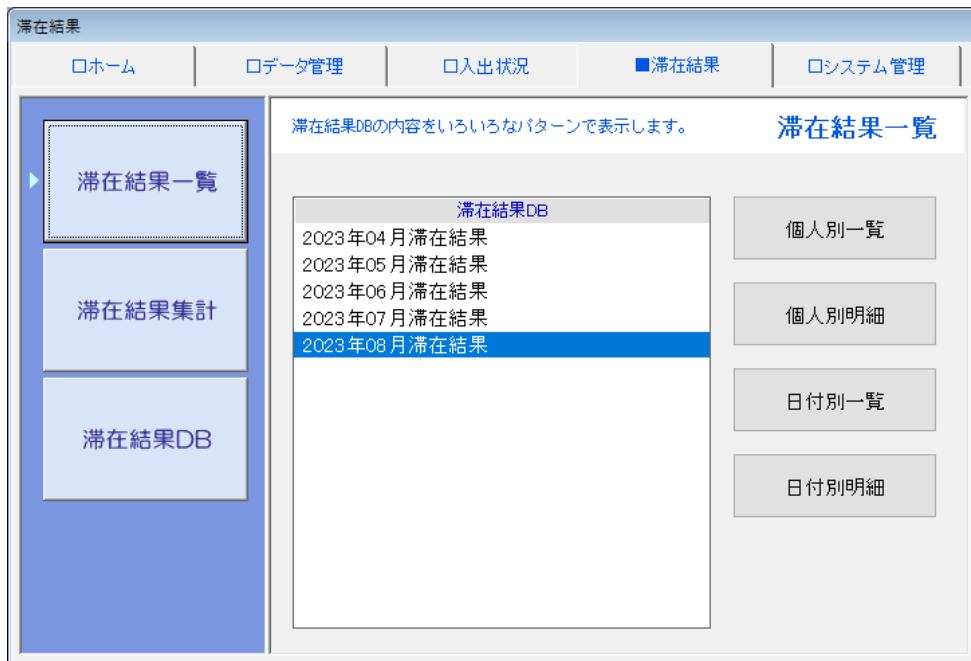 滞在結果
□ホーム □データ管理 □入出状況 ■滞在結果 □システム管理
滞在結果一覧
滞在結果集計
滞在結果DB
滞在結果DBの内容をいろいろなパターンで表示します。 滞在結果一覧
滞在結果DB
2023年04月滞在結果
2023年05月滞在結果
2023年06月滞在結果
2023年07月滞在結果
2023年08月滞在結果
個人別一覧
個人別明細
日付別一覧
日付別明細